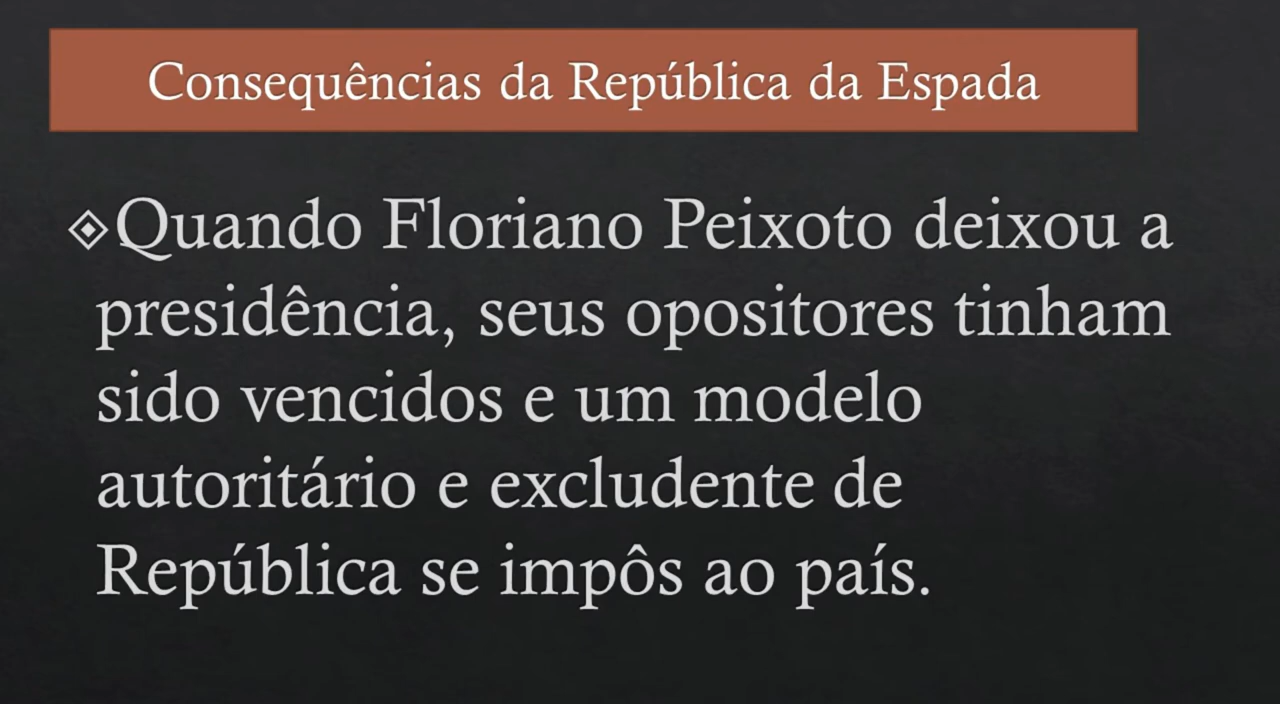 Consequências da República da Espada
Quando Floriano Peixoto deixou a
presidência, seus opositores tinham
sido vencidos e um modelo
autoritário e excludente de
República se impôs ao país.